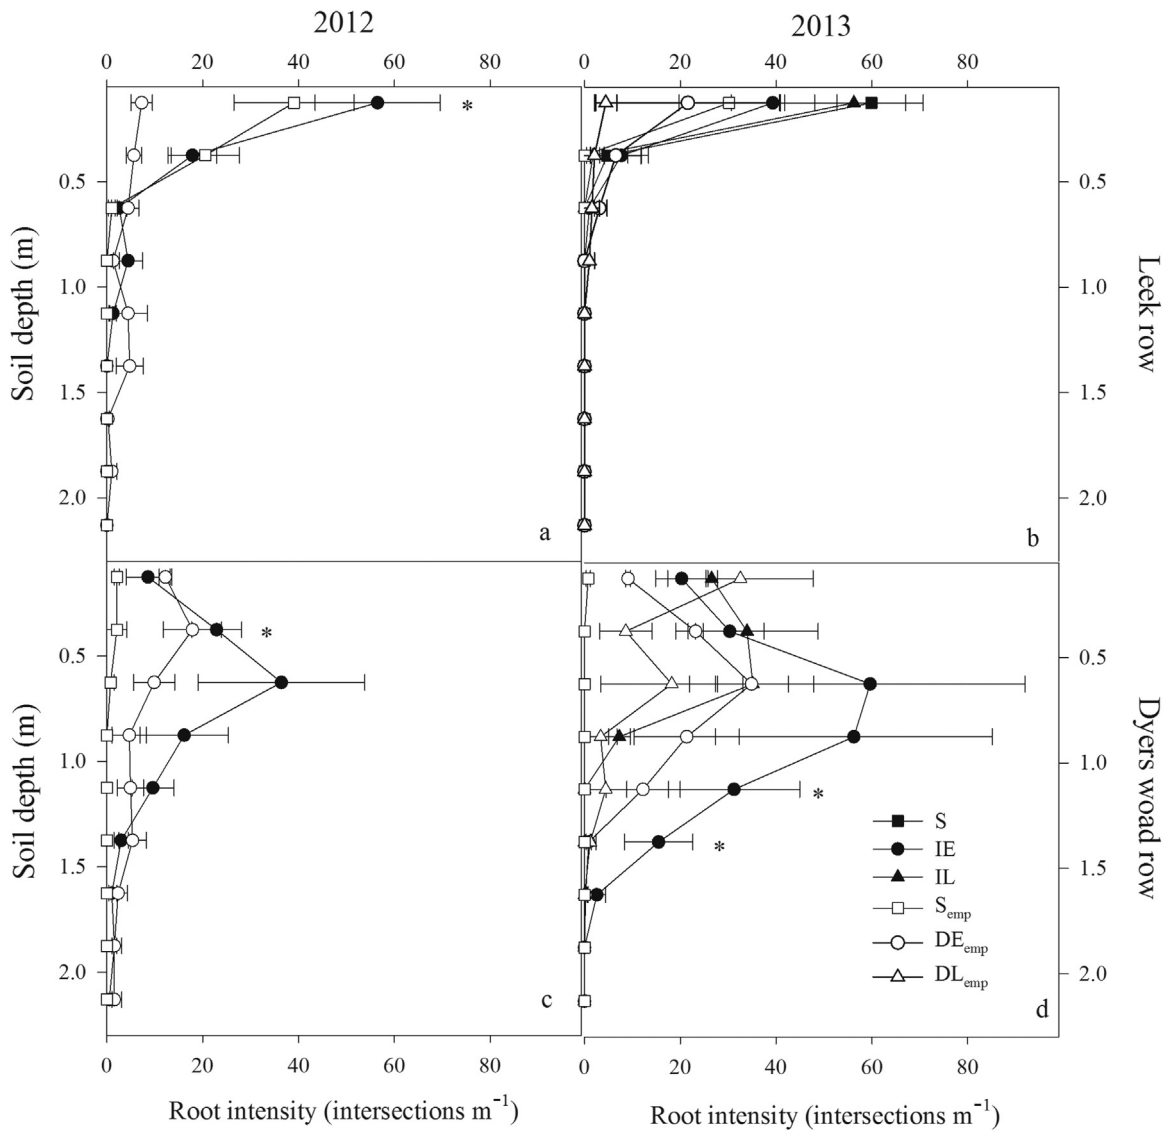 2012
2013
0 20 40 60 80
0 20 40 60 80
*
0.5
1.0
1.5
2.0
Soil depth (m)
a
b
0.5
1.0
1.5
2.0
Leek row
*
0.5
1.0
1.5
2.0
Soil depth (m)
c
*
*
S
IE
IL
S_emp
DE_emp
DL_emp
d
0.5
1.0
1.5
2.0
Dyers woad row
0 20 40 60 80
0 20 40 60 80
Root intensity (intersections m⁻¹)
Root intensity (intersections m⁻¹)